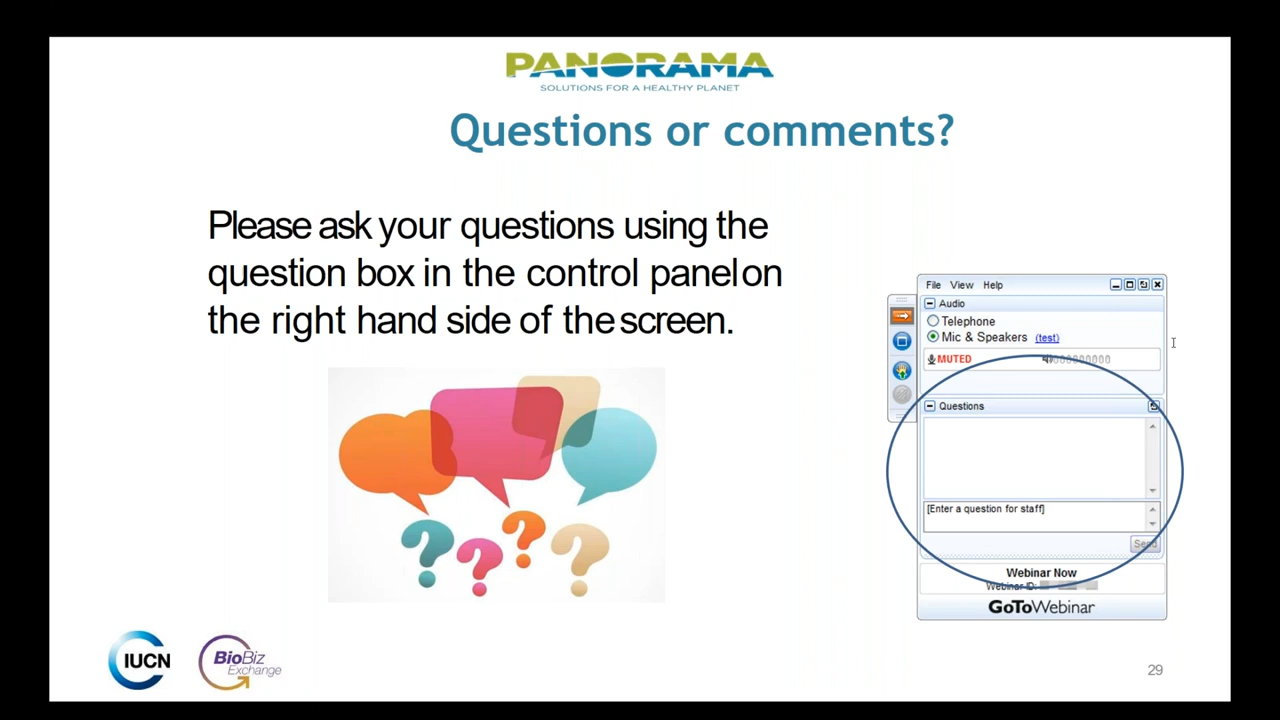 PANORAMA
SOLUTIONS FOR A HEALTHY PLANET
Questions or comments?
Please ask your questions using the
question box in the control panel on
the right hand side of the screen.
File View Help
Audio
Telephone
Mic & Speakers (test)
MUTED
Questions
[Enter a question for staff]
Send
Webinar Now
Webinar ID:
GoToWebinar
IUCN
BioBiz
Exchange
29